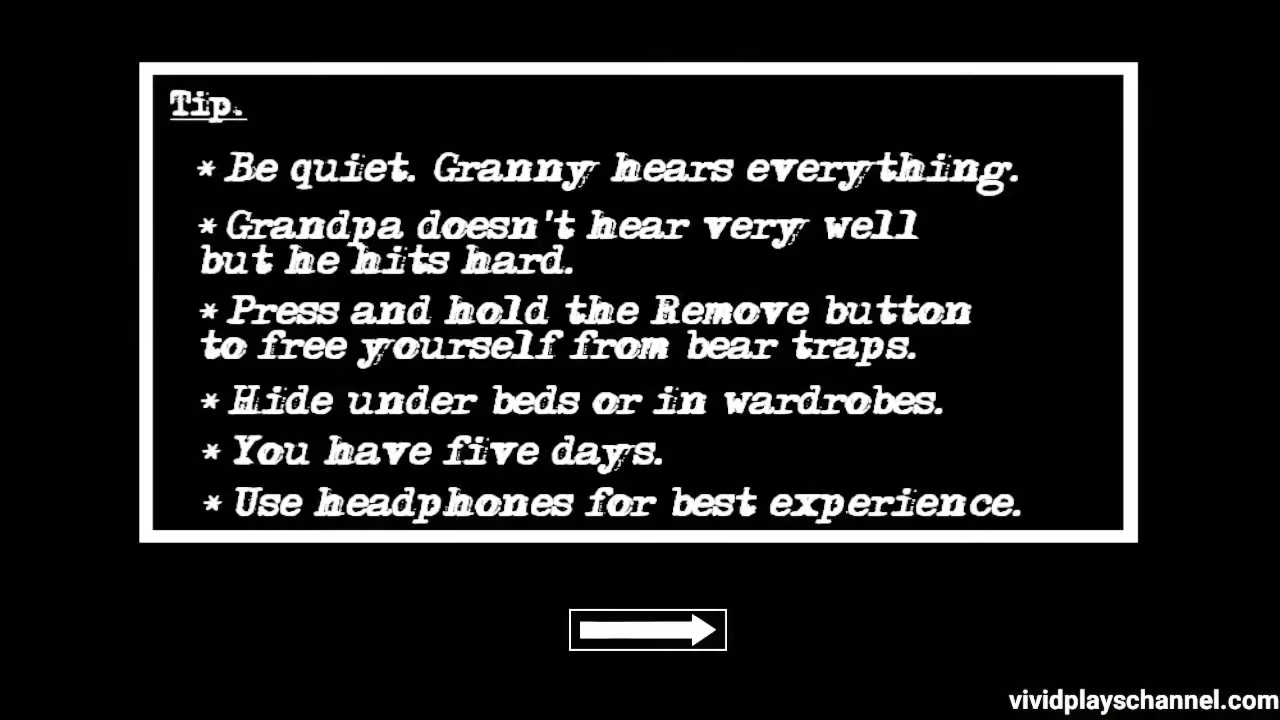 Tip.
* Be quiet. Granny hears everything.
* Grandpa doesn't hear very well
but he hits hard.
* Press and hold the Remove button
to free yourself from bear traps.
* Hide under beds or in wardrobes.
* You have five days.
* Use headphones for best experience.
vividplayschannel.com